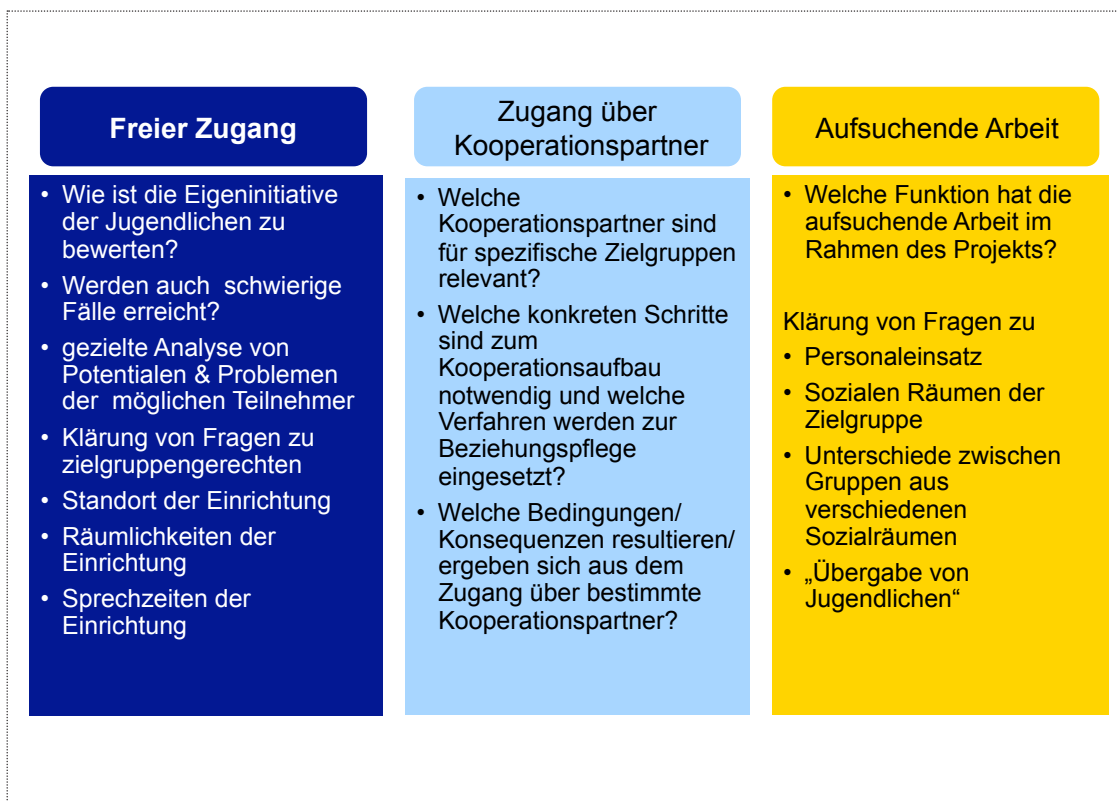 Freier Zugang
• Wie ist die Eigeninitiative
der Jugendlichen zu
bewerten?
• Werden auch  schwierige
Fälle erreicht?
• gezielte Analyse von
Potentialen & Problemen
der  möglichen Teilnehmer
• Klärung von Fragen zu
zielgruppengerechten
• Standort der Einrichtung
• Räumlichkeiten der
Einrichtung
• Sprechzeiten der
Einrichtung
Zugang über
Kooperationspartner
• Welche
Kooperationspartner sind
für spezifische Zielgruppen
relevant?
• Welche konkreten Schritte
sind zum
Kooperationsaufbau
notwendig und welche
Verfahren werden zur
Beziehungspflege
eingesetzt?
• Welche Bedingungen/
Konsequenzen resultieren/
ergeben sich aus dem
Zugang über bestimmte
Kooperationspartner?
Aufsuchende Arbeit
• Welche Funktion hat die
aufsuchende Arbeit im
Rahmen des Projekts?
Klärung von Fragen zu
• Personaleinsatz
• Sozialen Räumen der
Zielgruppe
• Unterschiede zwischen
Gruppen aus
verschiedenen
Sozialräumen
• „Übergabe von
Jugendlichen“